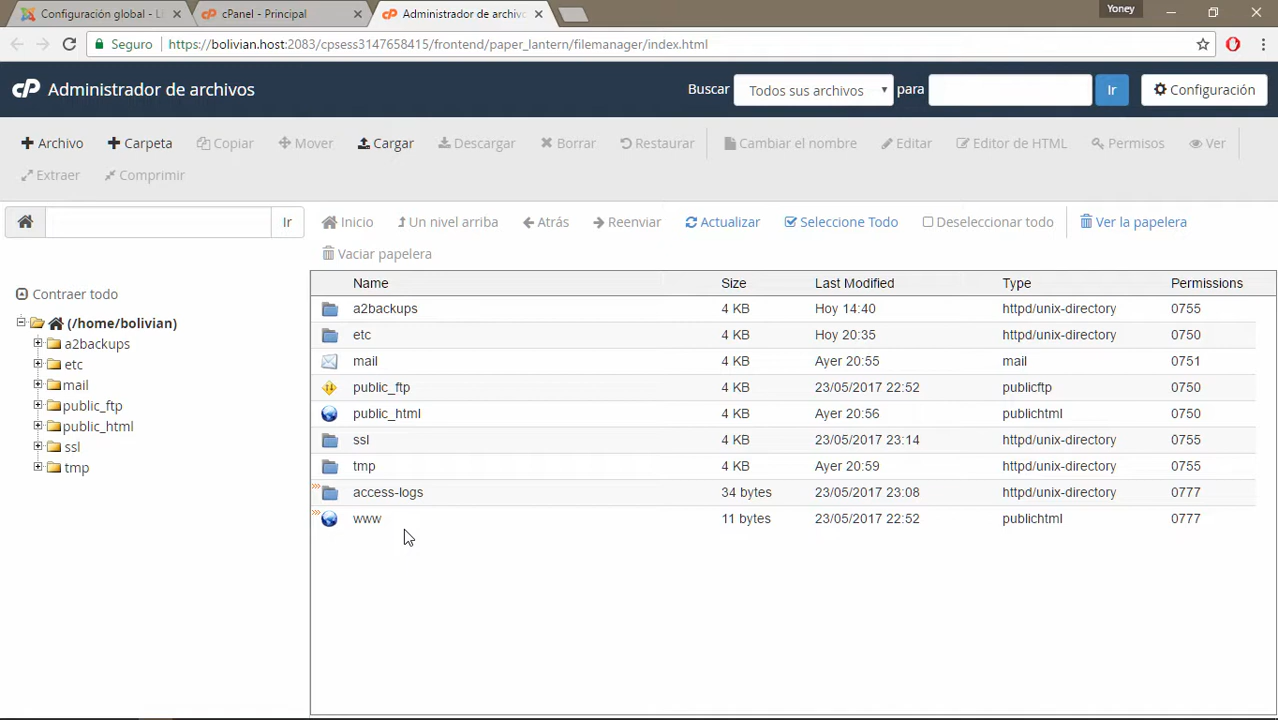 Configuración global - Li
cPanel - Principal
Administrador de archivo
Yoney
Seguro
https://bolivian.host:2083/cpsess3147658415/frontend/paper_lantern/filemanager/index.html
cP Administrador de archivos
Buscar Todos sus archivos para Ir Configuración
Archivo Carpeta Copiar Mover Cargar Descargar Borrar Restaurar Cambiar el nombre Editar Editor de HTML Permisos Ver
Extraer Comprimir
Ir Inicio Un nivel arriba Atrás Reenviar Actualizar Seleccione Todo Deseleccionar todo Ver la papelera
Vaciar papelera
Contraer todo
(/home/bolivian)
a2backups
etc
mail
public_ftp
public_html
ssl
tmp
Name Size Last Modified Type Permissions
a2backups 4 KB Hoy 14:40 httpd/unix-directory 0755
etc 4 KB Hoy 20:35 httpd/unix-directory 0750
mail 4 KB Ayer 20:55 mail 0751
public_ftp 4 KB 23/05/2017 22:52 publicftp 0750
public_html 4 KB Ayer 20:56 publichtml 0750
ssl 4 KB 23/05/2017 23:14 httpd/unix-directory 0755
tmp 4 KB Ayer 20:59 httpd/unix-directory 0755
access-logs 34 bytes 23/05/2017 23:08 httpd/unix-directory 0777
www 11 bytes 23/05/2017 22:52 publichtml 0777